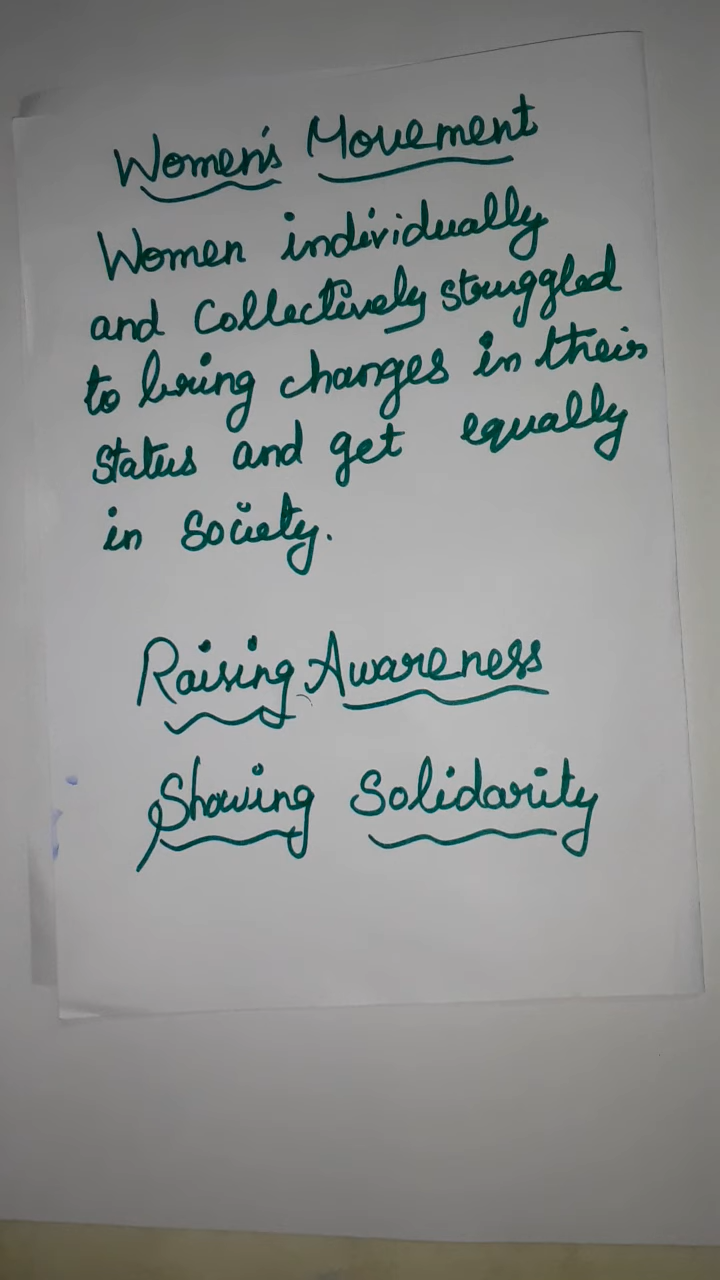 Women's Movement
Women individually
and Collectively struggled
to bring changes in their
status and get equally
in society.
Raising Awareness
Showing Solidarity